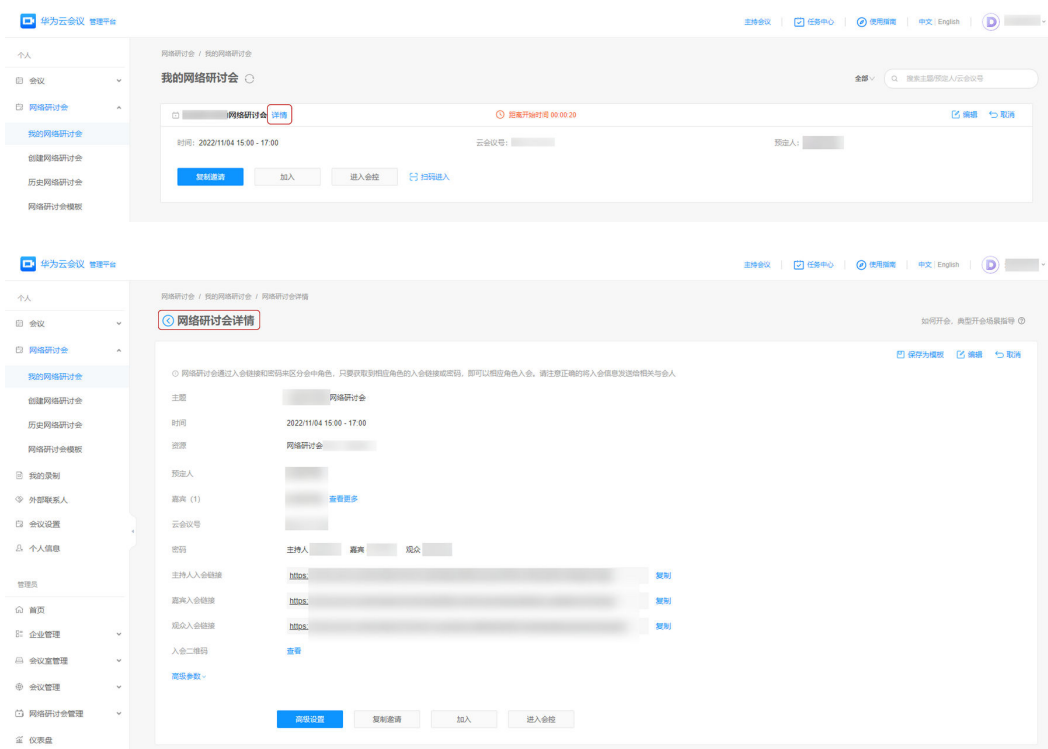 华为云会议 管理平台
主持会议 任务中心 使用指南 中文 | English D
个人
网络研讨会 / 我的网络研讨会
会议
我的网络研讨会
全部
搜索主题/预定人/云会议号
网络研讨会
网络研讨会 详情
距离开始时间 00:00:20
编辑 取消
我的网络研讨会
时间: 2022/11/04 15:00 - 17:00
云会议号:
预定人:
创建网络研讨会
历史网络研讨会
复制邀请 加入 进入会控 扫码进入
网络研讨会模板
华为云会议 管理平台
主持会议 任务中心 使用指南 中文 | English D
个人
网络研讨会 / 我的网络研讨会 / 网络研讨会详情
会议
网络研讨会详情
如何开会,典型开会场景指导
网络研讨会
保存为模板 编辑 取消
我的网络研讨会
网络研讨会通过入会链接和密码来区分会中角色,只要获取到相应角色的入会链接或密码,即可以相应角色入会。请注意正确的将入会信息发送给相关与会人
创建网络研讨会
主题 网络研讨会
历史网络研讨会
时间 2022/11/04 15:00 - 17:00
网络研讨会模板
资源 网络研讨会
我的录制
预定人
外部联系人
嘉宾 (1) 查看更多
会议设置
云会议号
个人信息
密码 主持人 嘉宾 观众
主持人入会链接 https: 复制
管理员
嘉宾入会链接 https: 复制
首页
观众入会链接 https: 复制
企业管理
入会二维码 查看
会议室管理
高级参数
会议管理
网络研讨会管理
高级设置 复制邀请 加入 进入会控
仪表盘